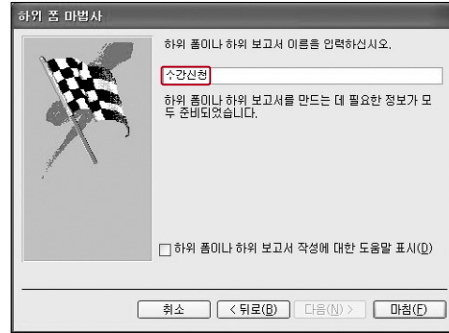 하위 폼 마법사
하위 폼이나 하위 보고서 이름을 입력하십시오.
수강신청
하위 폼이나 하위 보고서를 만드는 데 필요한 정보가 모
두 준비되었습니다.
하위 폼이나 하위 보고서 작성에 대한 도움말 표시(D)
취소
< 뒤로(B)
다음(N) >
마침(F)